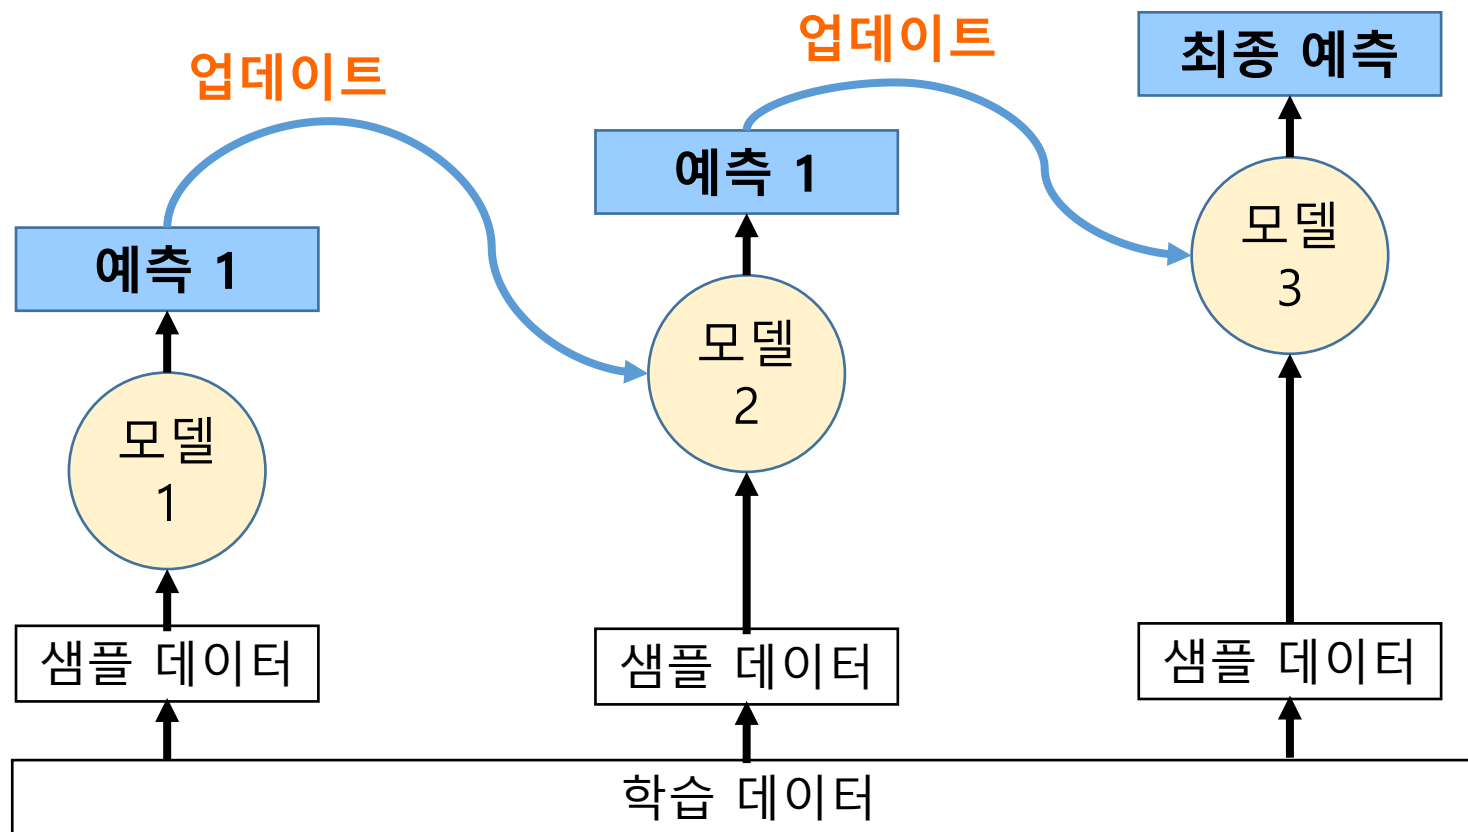 업데이트
업데이트
최종 예측
예측 1
예측 1
모델
3
모델
2
모델
1
샘플 데이터
샘플 데이터
샘플 데이터
학습 데이터